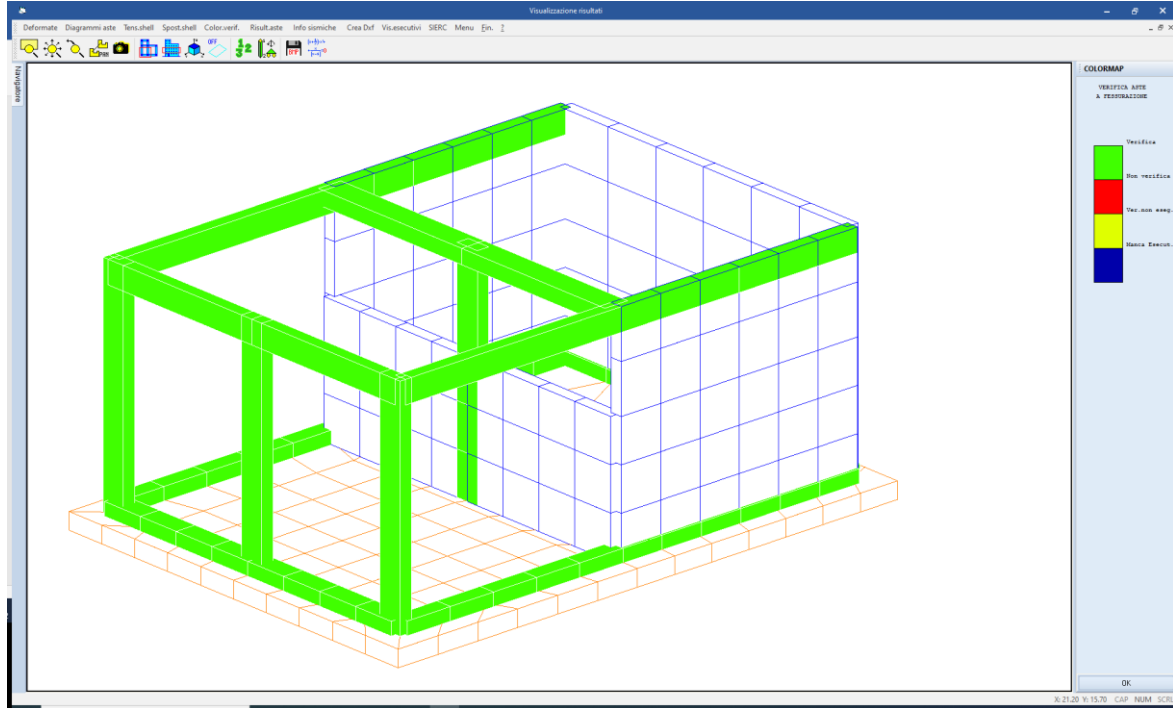 Visualizzazione risultati
Deformate Diagrammi aste Tens.shell Spost.shell Color.verif. Risult.aste Info sismiche Crea Dxf Vis.esecutivi SIERC Menu Fin. ?
OFF
Navigatore
COLORMAP
VERIFICA ASTE
A FESSURAZIONE
Verifica
Non verifica
Ver.non eseg.
Manca Esecut.
OK
X: 21.20 Y: 15.70 CAP NUM SCRL